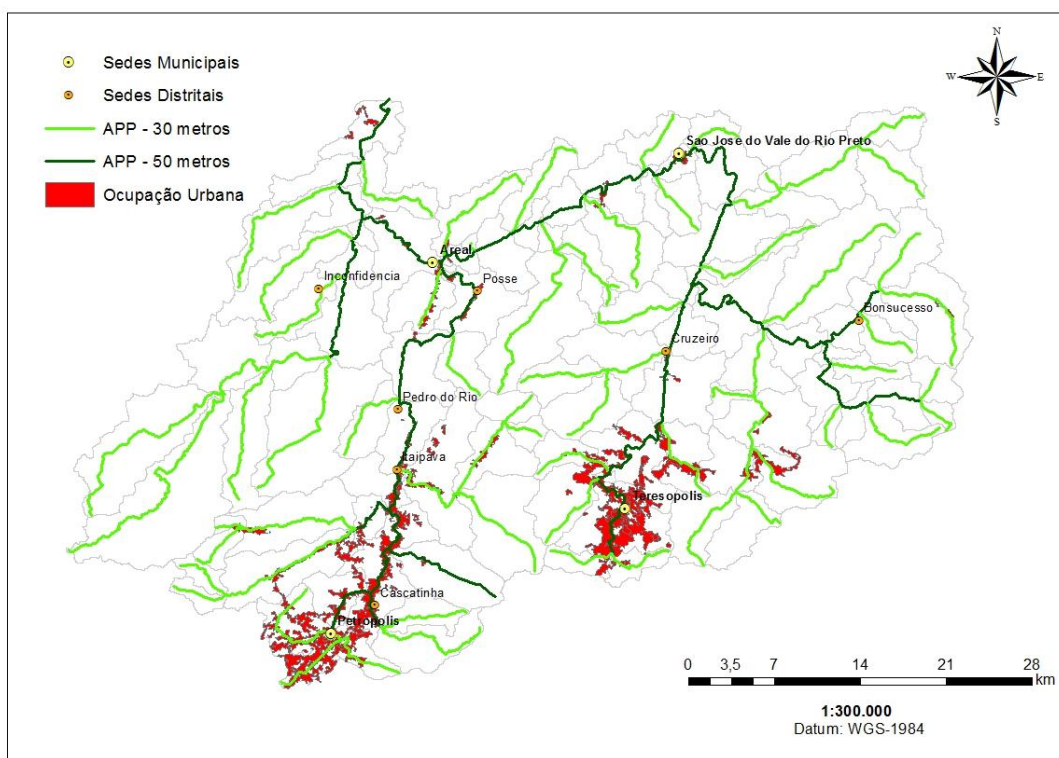 Sedes Municipais
Sedes Distritais
APP - 30 metros
APP - 50 metros
Ocupação Urbana
N
W
E
S
Sao Jose do Vale do Rio Preto
Areal
Inconfidencia
Posse
Bonsucesso
Cruzeiro
Pedro do Rio
Itaipava
Teresopolis
Cascatinha
Petropolis
0 3,5 7 14 21 28
km
1:300.000
Datum: WGS-1984